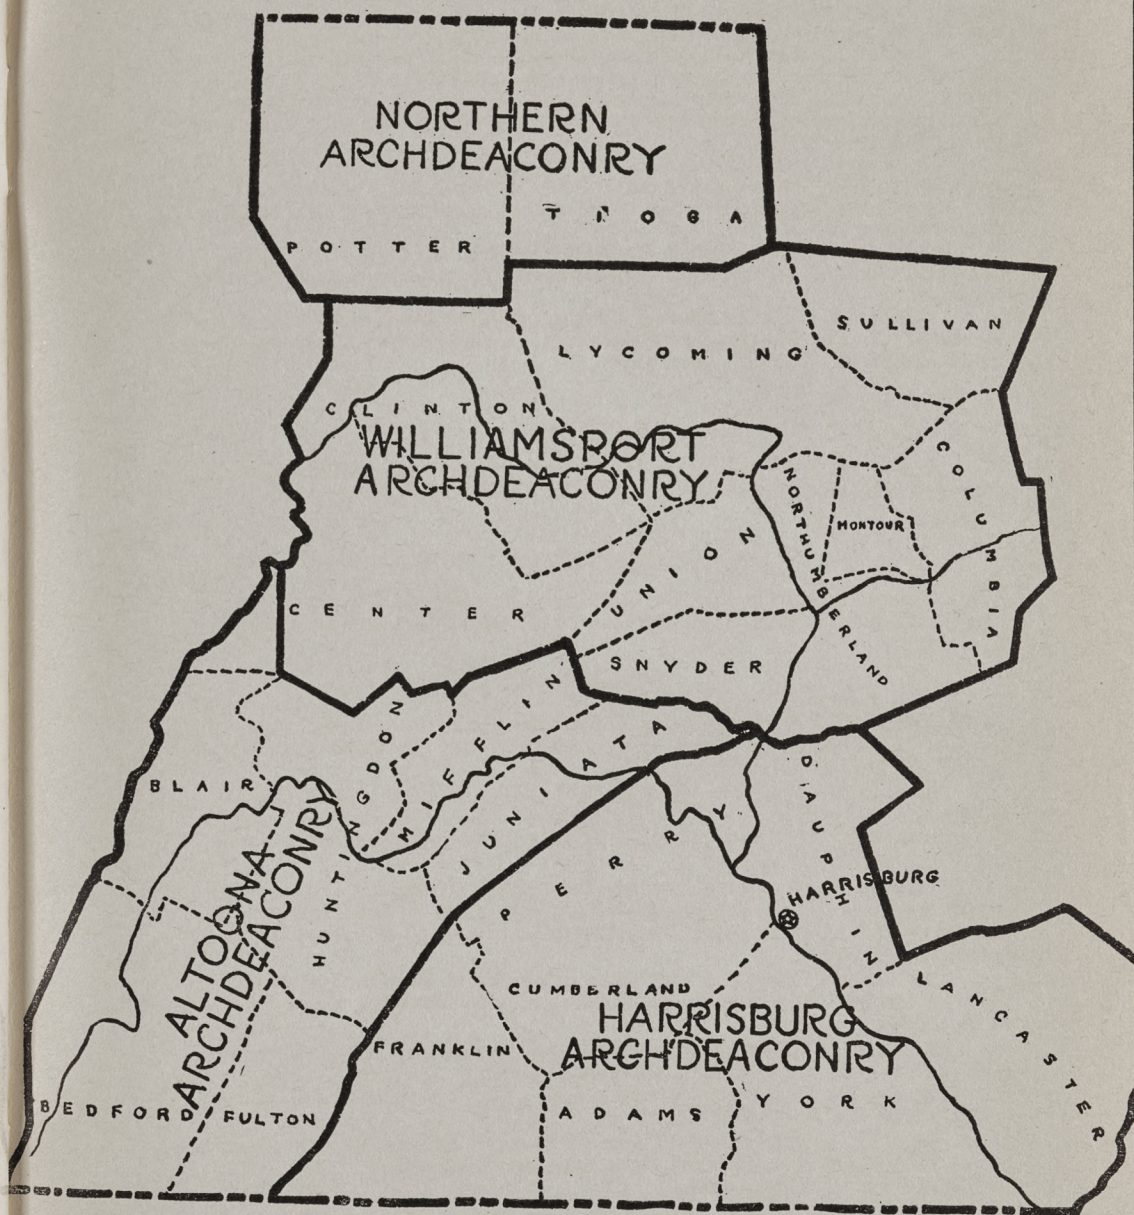 NORTHERN
ARCHDEACONRY
TIOGA
POTTER
SULLIVAN
LYCOMING
CLINTON
WILLIAMSPORT
ARCHDEACONRY
COLUMBIA
NORTHUMBERLAND
MONTOUR
UNION
CENTER
SNYDER
MIFFLIN
HUNTINGDON
JUNIATA
BLAIR
DAUPHIN
PERRY
HARRISBURG
ALTOONA
ARCHDEACONRY
CUMBERLAND
LANCASTER
HARRISBURG
ARCHDEACONRY
FRANKLIN
BEDFORD
FULTON
ADAMS
YORK